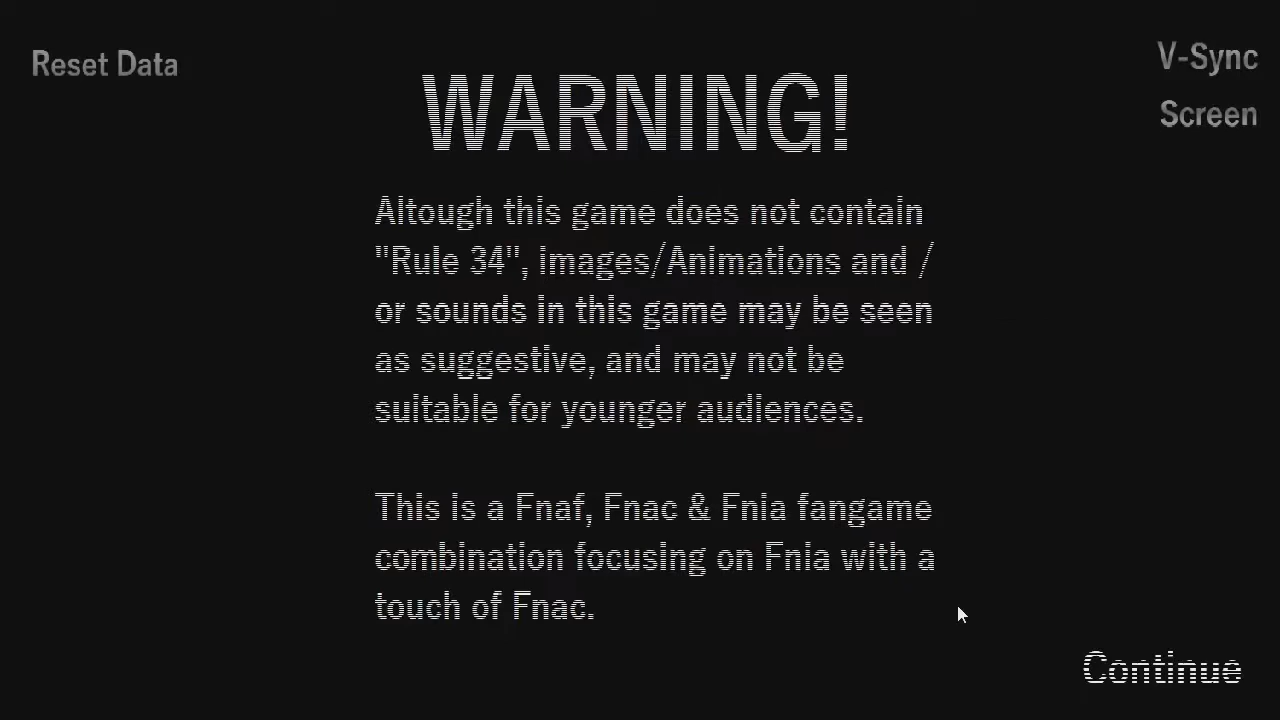 Reset Data
V-Sync
Screen
WARNING!
Altough this game does not contain
"Rule 34", images/Animations and /
or sounds in this game may be seen
as suggestive, and may not be
suitable for younger audiences.
This is a Fnaf, Fnac & Fnia fangame
combination focusing on Fnia with a
touch of Fnac.
Continue